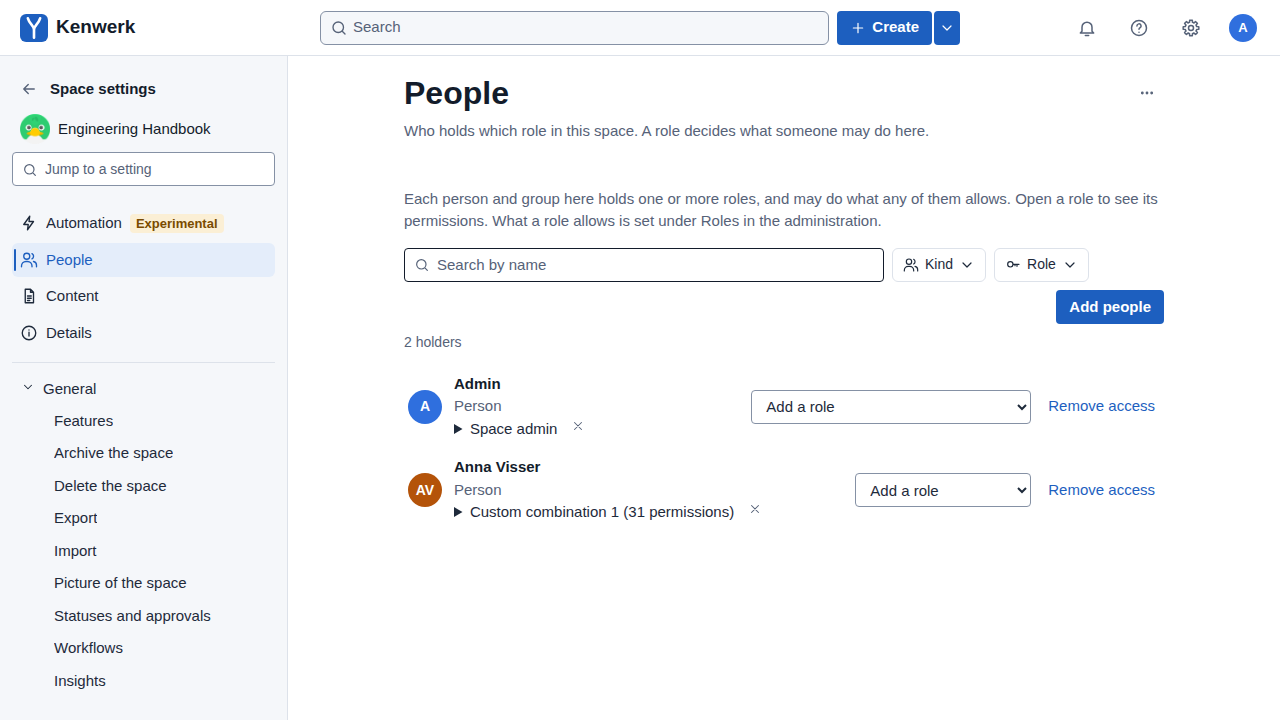 Kenwerk
Search
Create
A
Space settings
Engineering Handbook
Jump to a setting
Automation Experimental
People
Content
Details
General
Features
Archive the space
Delete the space
Export
Import
Picture of the space
Statuses and approvals
Workflows
Insights
People
Who holds which role in this space. A role decides what someone may do here.
Each person and group here holds one or more roles, and may do what any of them allows. Open a role to see its
permissions. What a role allows is set under Roles in the administration.
Search by name
Kind
Role
Add people
2 holders
A
Admin
Person
Space admin
Add a role
Remove access
AV
Anna Visser
Person
Custom combination 1 (31 permissions)
Add a role
Remove access